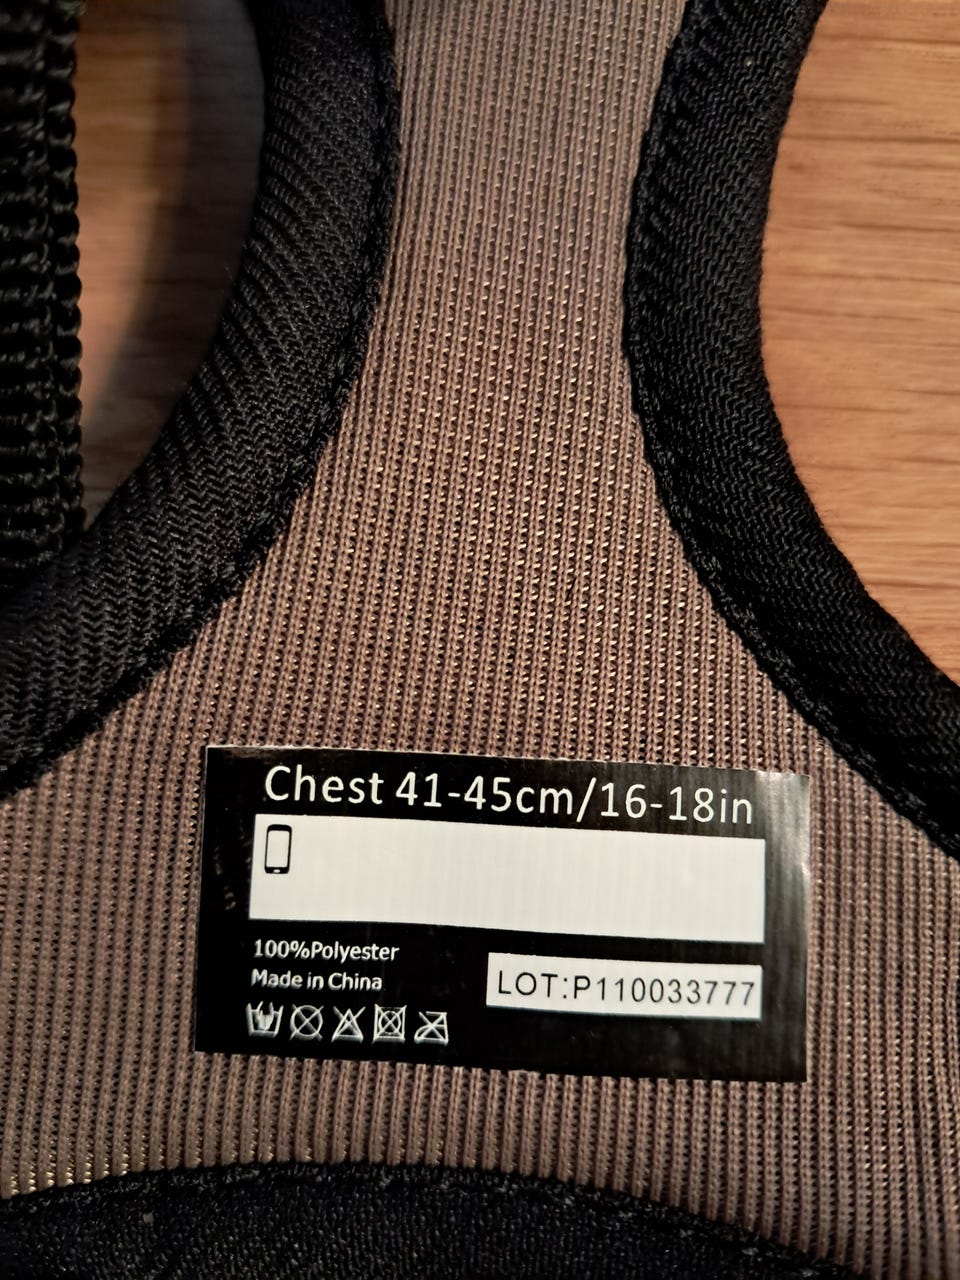 Chest 41-45cm/16-18in
100%Polyester
Made in China
LOT:P110033777